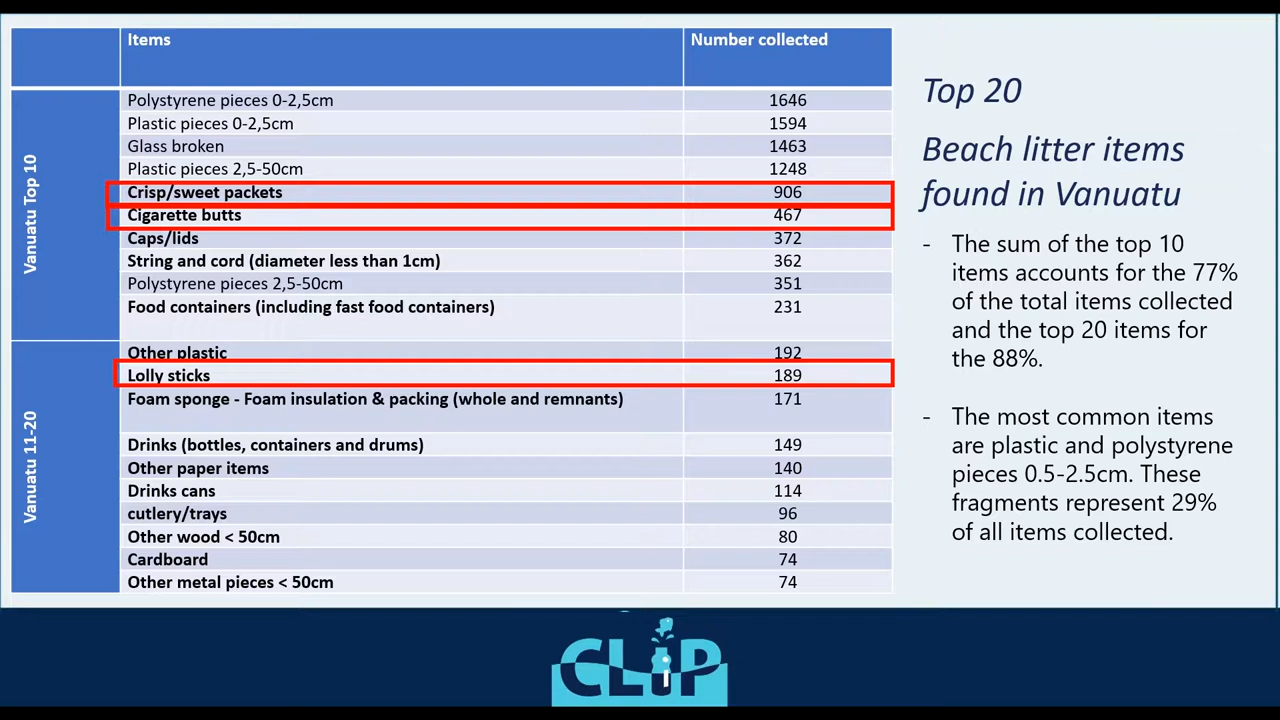 Items Number collected
Vanuatu Top 10
Polystyrene pieces 0-2,5cm 1646
Plastic pieces 0-2,5cm 1594
Glass broken 1463
Plastic pieces 2,5-50cm 1248
Crisp/sweet packets 906
Cigarette butts 467
Caps/lids 372
String and cord (diameter less than 1cm) 362
Polystyrene pieces 2,5-50cm 351
Food containers (including fast food containers) 231
Vanuatu 11-20
Other plastic 192
Lolly sticks 189
Foam sponge - Foam insulation & packing (whole and remnants) 171
Drinks (bottles, containers and drums) 149
Other paper items 140
Drinks cans 114
cutlery/trays 96
Other wood < 50cm 80
Cardboard 74
Other metal pieces < 50cm 74
Top 20
Beach litter items
found in Vanuatu
- The sum of the top 10
items accounts for the 77%
of the total items collected
and the top 20 items for
the 88%.
- The most common items
are plastic and polystyrene
pieces 0.5-2.5cm. These
fragments represent 29%
of all items collected.
CLiP